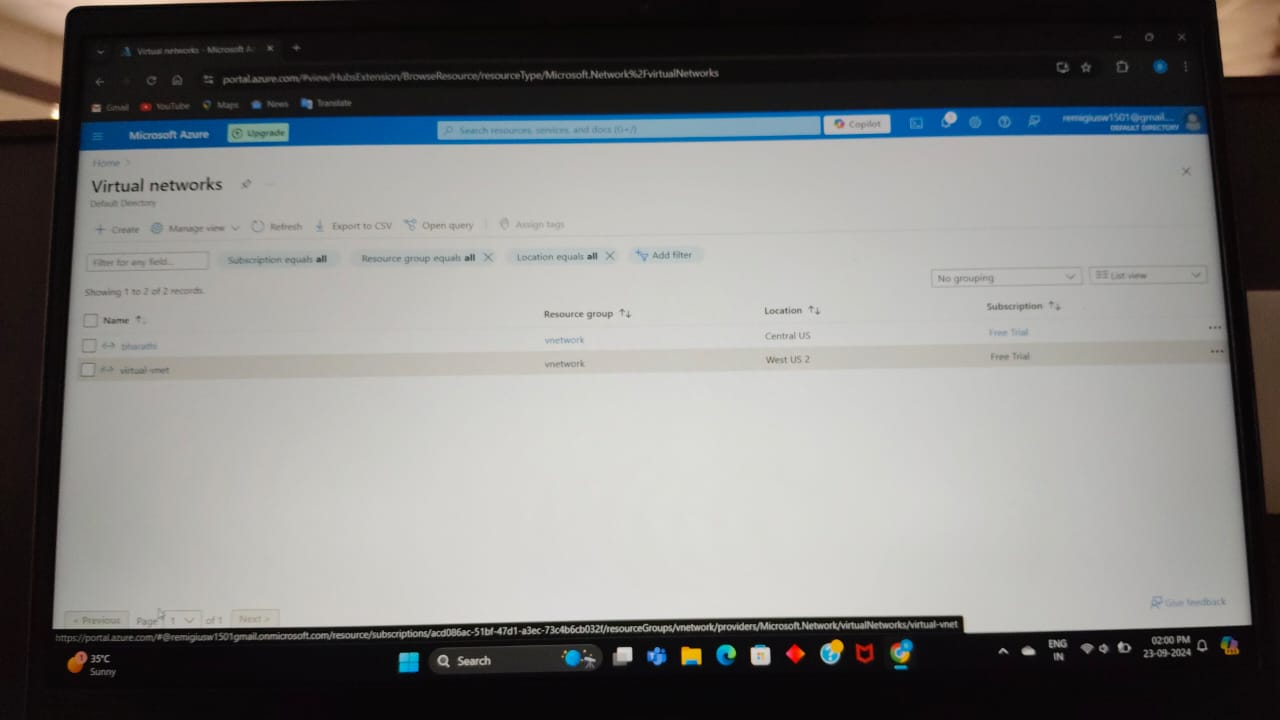 Virtual networks - Microsoft A
portal.azure.com/#view/HubsExtension/BrowseResource/resourceType/Microsoft.Network%2FvirtualNetworks
Gmail YouTube Maps News Translate
Microsoft Azure Upgrade Search resources, services, and docs (G+/) Copilot remigiusw1501@gmail....
DEFAULT DIRECTORY
Home >
Virtual networks
Default Directory
Create Manage view Refresh Export to CSV Open query Assign tags
Filter for any field... Subscription equals all Resource group equals all Location equals all Add filter
No grouping List view
Showing 1 to 2 of 2 records.
Name Resource group Location Subscription
bharathi vnetwork Central US Free Trial
virtual-vnet vnetwork West US 2 Free Trial
Give feedback
< Previous Page 1 of 1 Next >
https://portal.azure.com/#@remigiusw1501gmail.onmicrosoft.com/resource/subscriptions/acd086ac-51bf-47d1-a3ec-73c4b6cb032f/resourceGroups/vnetwork/providers/Microsoft.Network/virtualNetworks/virtual-vnet
1 35°C
Sunny
Search
ENG
IN
02:00 PM
23-09-2024